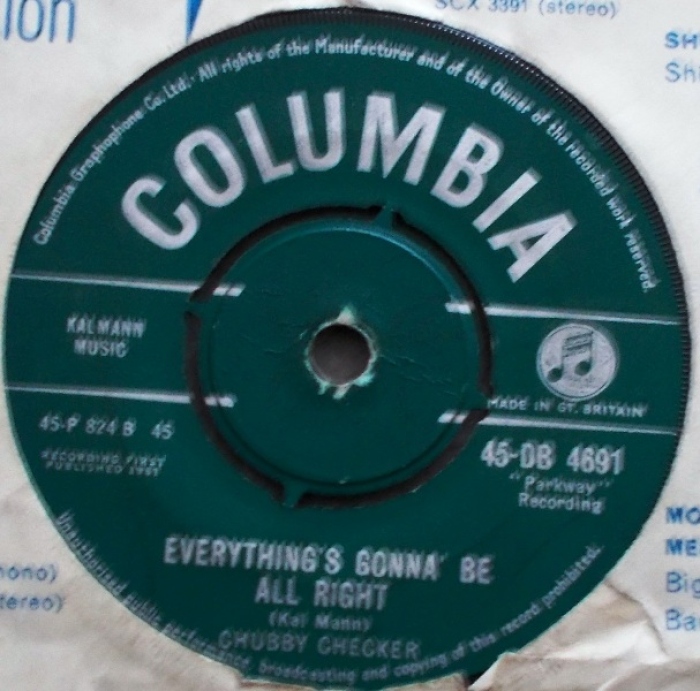 ion
SCX 3391 (stereo)
SH
Shi
Columbia Graphophone Co. Ltd. All rights of the Manufacturer and of the Owner of the recorded work reserved.
COLUMBIA
KALMANN
MUSIC
MADE IN GT. BRITAIN
45-P 824 B 45
RECORDING FIRST
PUBLISHED 1961
45-DB 4691
"Parkway"
Recording
EVERYTHING'S GONNA' BE
ALL RIGHT
(Kal Mann)
CHUBBY CHECKER
Unauthorised public performance, broadcasting and copying of this record prohibited.
ono)
tereo)
MO
ME
Big
Ba